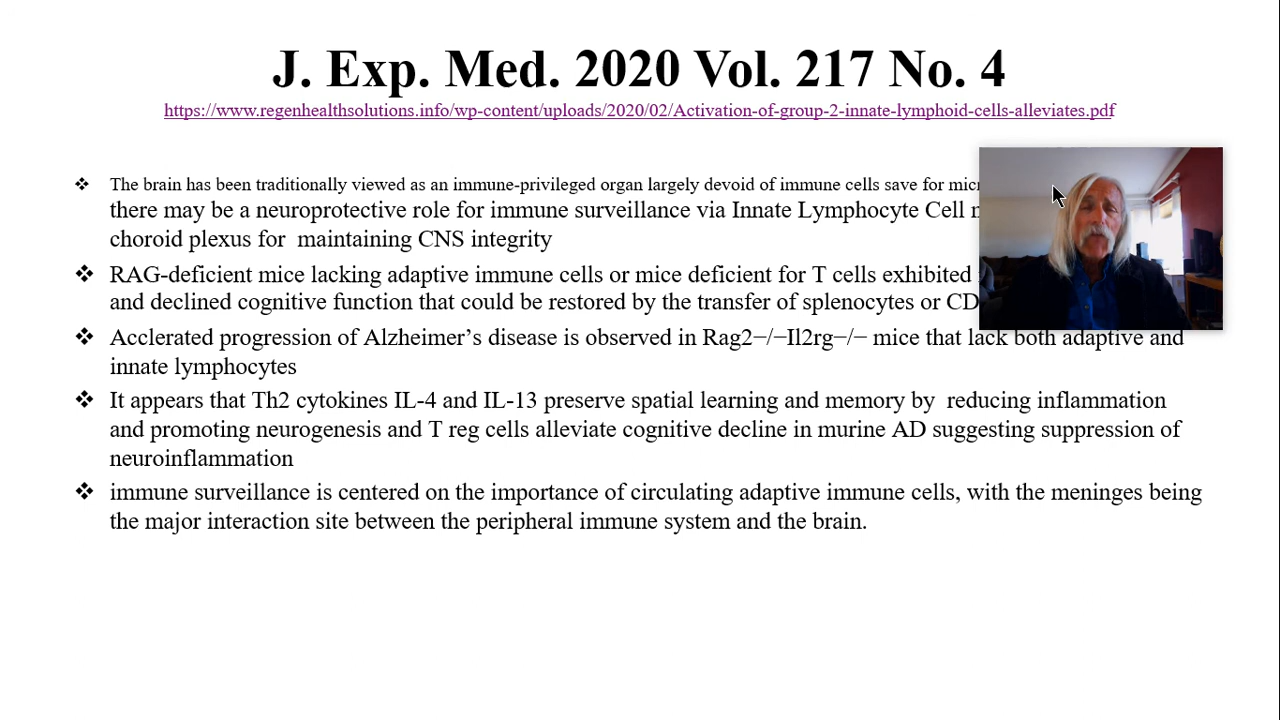 J. Exp. Med. 2020 Vol. 217 No. 4
https://www.regenhealthsolutions.info/wp-content/uploads/2020/02/Activation-of-group-2-innate-lymphoid-cells-alleviates.pdf
❖ The brain has been traditionally viewed as an immune-privileged organ largely devoid of immune cells save for
there may be a neuroprotective role for immune surveillance via Innate Lymphocyte Cell
choroid plexus for maintaining CNS integrity
❖ RAG-deficient mice lacking adaptive immune cells or mice deficient for T cells exhibited
and declined cognitive function that could be restored by the transfer of splenocytes or
❖ Acclerated progression of Alzheimer’s disease is observed in Rag2−/−Il2rg−/− mice that lack both adaptive and
innate lymphocytes
❖ It appears that Th2 cytokines IL-4 and IL-13 preserve spatial learning and memory by reducing inflammation
and promoting neurogenesis and T reg cells alleviate cognitive decline in murine AD suggesting suppression of
neuroinflammation
❖ immune surveillance is centered on the importance of circulating adaptive immune cells, with the meninges being
the major interaction site between the peripheral immune system and the brain.